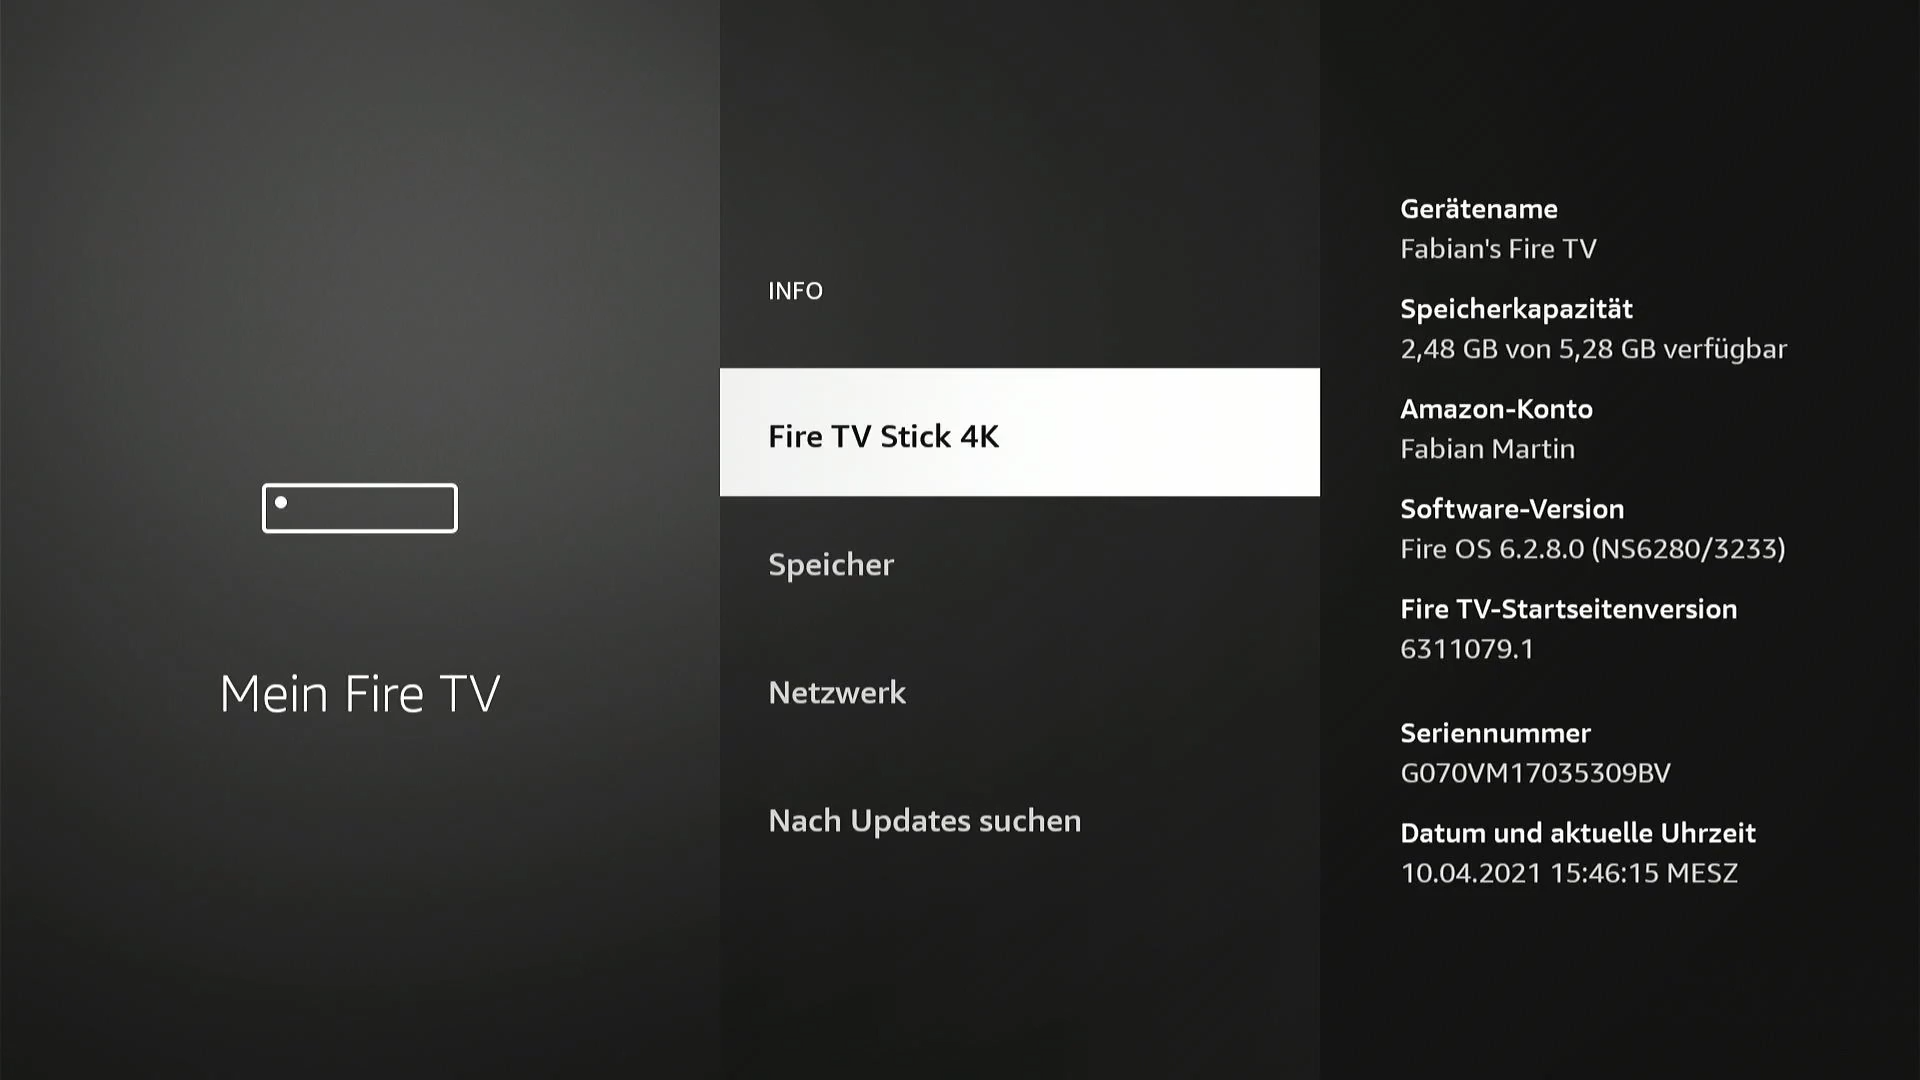 Mein Fire TV
INFO
Fire TV Stick 4K
Speicher
Netzwerk
Nach Updates suchen
Gerätename
Fabian's Fire TV
Speicherkapazität
2,48 GB von 5,28 GB verfügbar
Amazon-Konto
Fabian Martin
Software-Version
Fire OS 6.2.8.0 (NS6280/3233)
Fire TV-Startseitenversion
6311079.1
Seriennummer
G070VM17035309BV
Datum und aktuelle Uhrzeit
10.04.2021 15:46:15 MESZ